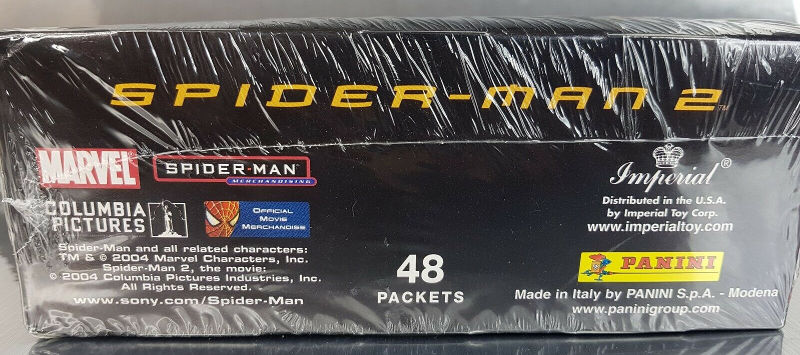 SPIDER-MAN 2™
MARVEL
SPIDER-MAN
MERCHANDISING
COLUMBIA
PICTURES
OFFICIAL
MOVIE
MERCHANDISE
Spider-Man and all related characters:
TM & © 2004 Marvel Characters, Inc.
Spider-Man 2, the movie:
© 2004 Columbia Pictures Industries, Inc.
All Rights Reserved.
www.sony.com/Spider-Man
48
PACKETS
Imperial®
Distributed in the U.S.A.
by Imperial Toy Corp.
www.imperialtoy.com
PANINI
Made in Italy by PANINI S.p.A. - Modena
www.paninigroup.com